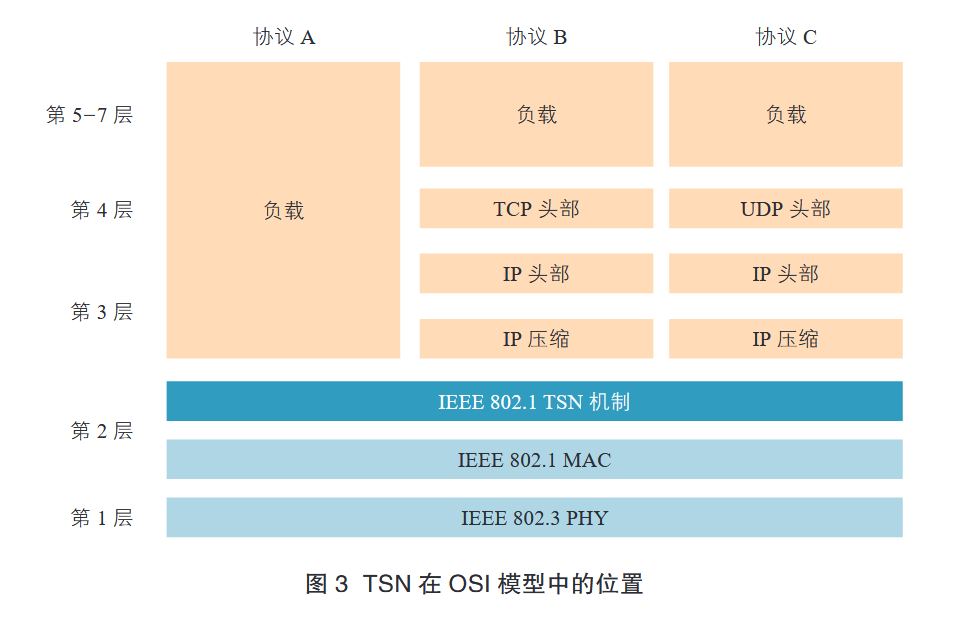 协议 A 协议 B 协议 C
第 5-7 层 负载 负载
第 4 层 负载 TCP 头部 UDP 头部
IP 头部 IP 头部
第 3 层
IP 压缩 IP 压缩
IEEE 802.1 TSN 机制
第 2 层
IEEE 802.1 MAC
第 1 层 IEEE 802.3 PHY
图 3 TSN 在 OSI 模型中的位置